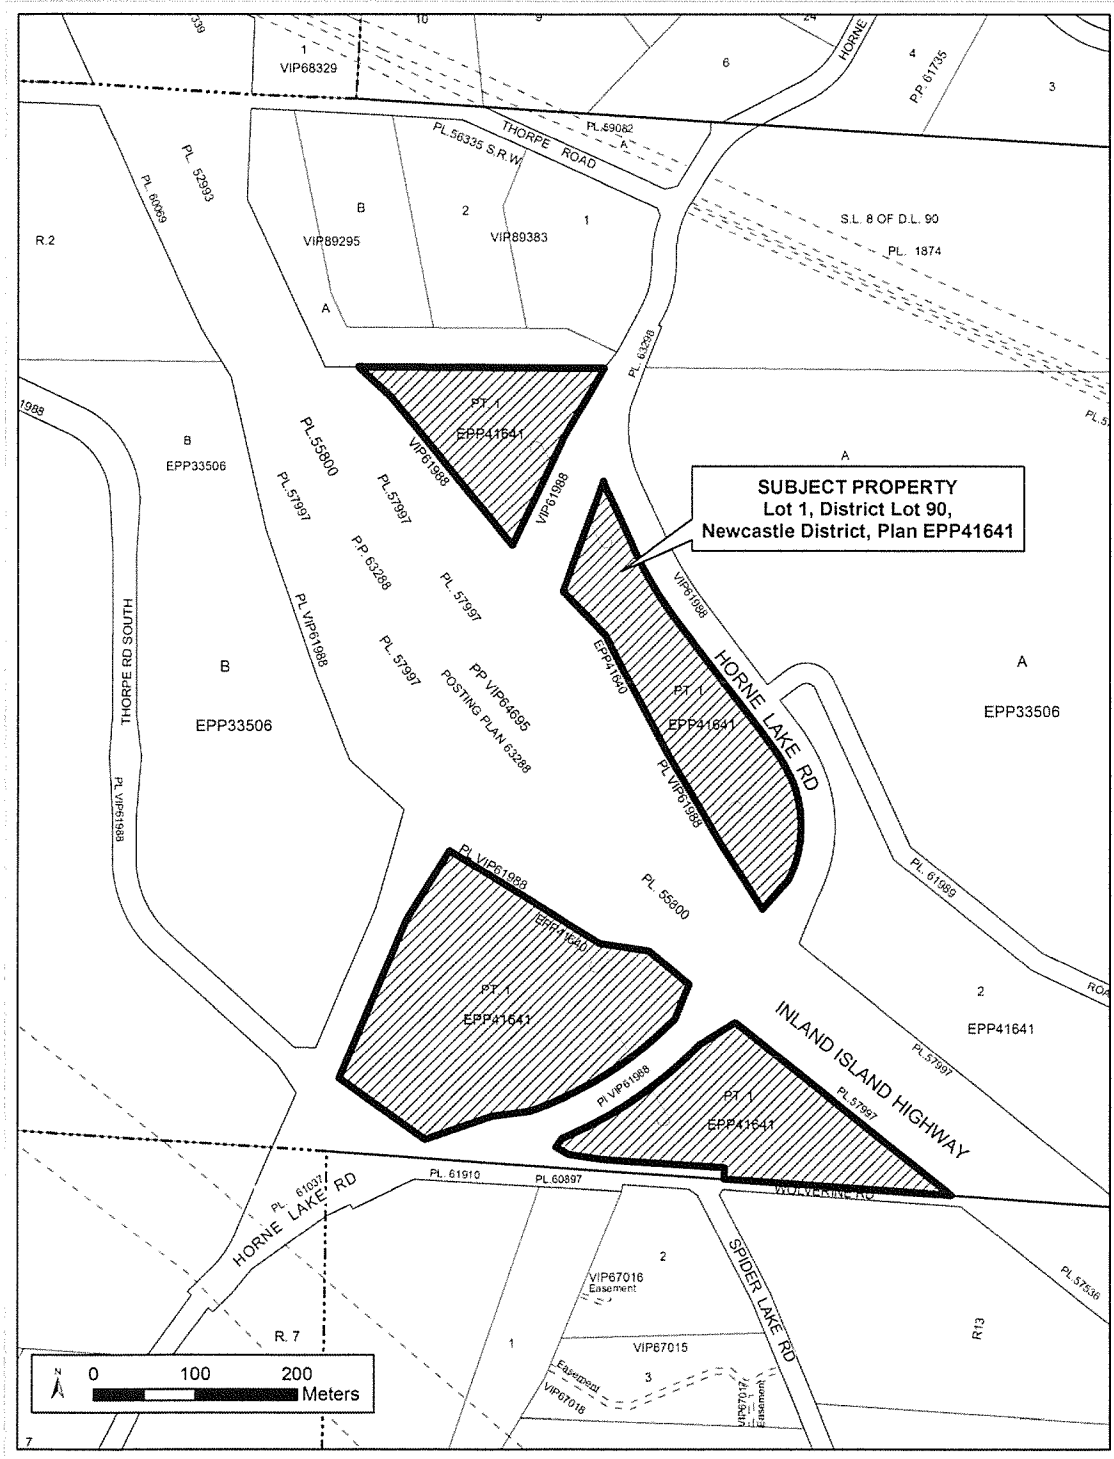 10
9
24
339
1
VIP68329
6
HORNE
4
P.P. 61735
3
PL.59082
A
THORPE ROAD
PL.56335 S.R.W
PL. 52993
PL. 60069
R.2
B
2
1
VIP89295
VIP89383
A
S.L. 8 OF D.L. 90
PL. 1874
PL. 63298
1988
B
EPP33506
PT. 1
EPP41641
VIP61988
VIP61988
PL.55800
PL.57997
PL.57997
A
SUBJECT PROPERTY
Lot 1, District Lot 90,
Newcastle District, Plan EPP41641
P.P. 63288
PL. 57997
PL VIP61988
PL. 57997
VIP61988
THORPE RD SOUTH
B
EPP33506
PP VIP64695
POSTING PLAN 63288
EPP41640
PT. 1
EPP41641
HORNE LAKE RD
A
EPP33506
PL VIP61988
PL VIP61988
PL VIP61988
EPP41640
PL. 55800
PL. 61989
ROA
PT. 1
EPP41641
2
EPP41641
INLAND ISLAND HIGHWAY
PL.57997
PL.57997
Pl VIP61988
PT. 1
EPP41641
WOLVERINE RD
PL. 61910
PL.60897
PL. 61037
HORNE LAKE RD
SPIDER LAKE RD
2
VIP67016
Easement
PL.57536
R13
R. 7
1
VIP67015
3
Easement
VIP67018
VIP67017
Easement
N
0 100 200
Meters
7